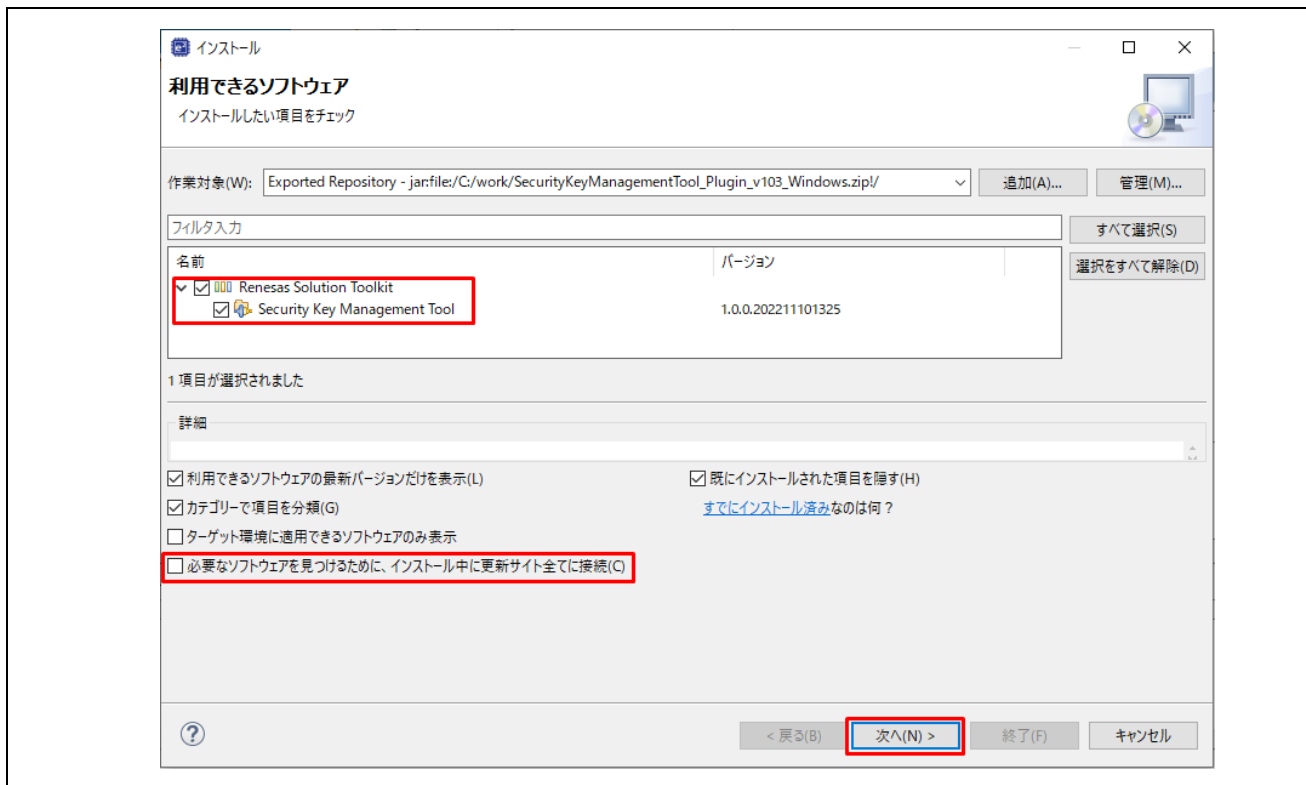 インストール
利用できるソフトウェア
インストールしたい項目をチェック
作業対象(W): Exported Repository - jar:file:/C:/work/SecurityKeyManagementTool_Plugin_v103_Windows.zip!/ 追加(A)... 管理(M)...
フィルタ入力 すべて選択(S)
名前 バージョン 選択をすべて解除(D)
Renesas Solution Toolkit
Security Key Management Tool 1.0.0.202211101325
1 項目が選択されました
詳細
利用できるソフトウェアの最新バージョンだけを表示(L) 既にインストールされた項目を隠す(H)
カテゴリーで項目を分類(G) すでにインストール済みなのは何？
ターゲット環境に適用できるソフトウェアのみ表示
必要なソフトウェアを見つけるために、インストール中に更新サイト全てに接続(C)
< 戻る(B) 次へ(N) > 終了(F) キャンセル